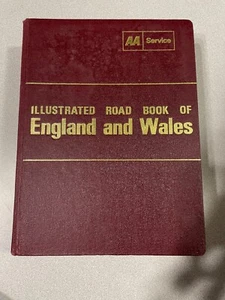 AA Service
ILLUSTRATED ROAD BOOK OF
England and Wales